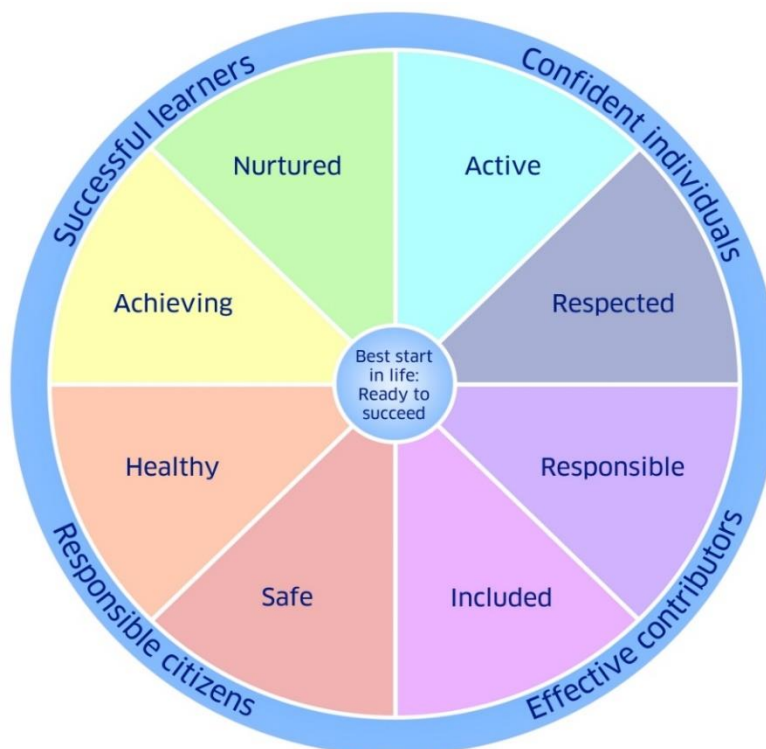 Successful learners
Confident individuals
Nurtured
Active
Achieving
Respected
Best start
in life:
Ready to
succeed
Healthy
Responsible
Safe
Included
Responsible citizens
Effective contributors